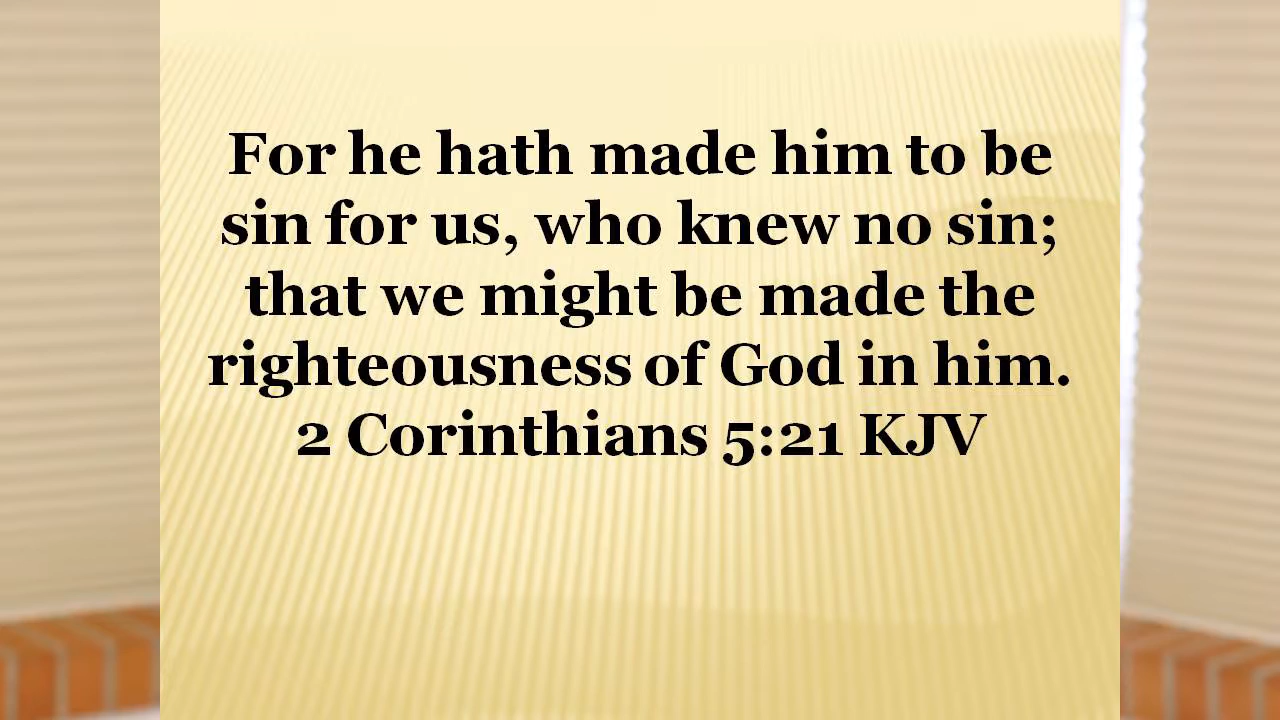 For he hath made him to be
sin for us, who knew no sin;
that we might be made the
righteousness of God in him.
2 Corinthians 5:21 KJV